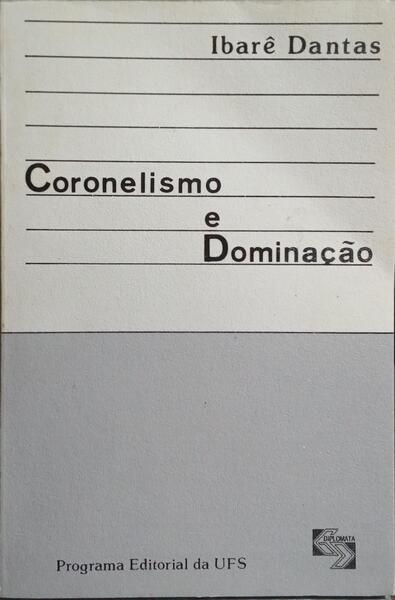 Ibarê Dantas
Coronelismo
e
Dominação
DIPLOMATA
Programa Editorial da UFS